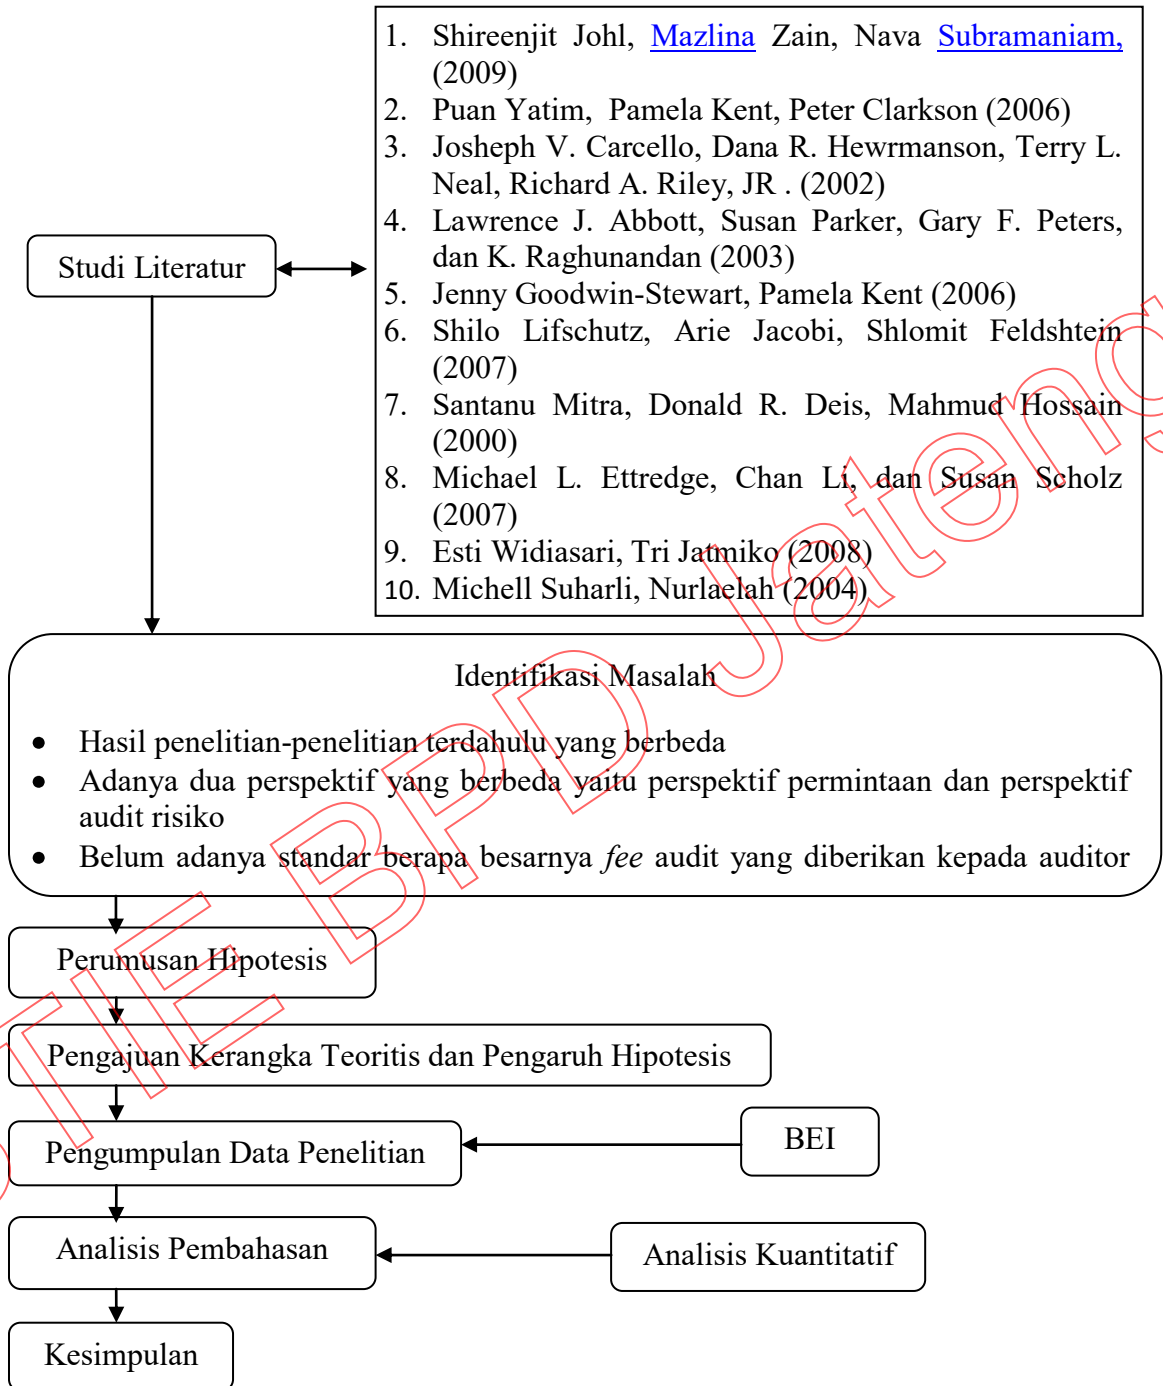 1. Shireenjit Johl, Mazlina Zain, Nava Subramaniam,
(2009)
2. Puan Yatim, Pamela Kent, Peter Clarkson (2006)
3. Josheph V. Carcello, Dana R. Hewrmanson, Terry L.
Neal, Richard A. Riley, JR . (2002)
4. Lawrence J. Abbott, Susan Parker, Gary F. Peters,
dan K. Raghunandan (2003)
5. Jenny Goodwin-Stewart, Pamela Kent (2006)
6. Shilo Lifschutz, Arie Jacobi, Shlomit Feldshtein
(2007)
7. Santanu Mitra, Donald R. Deis, Mahmud Hossain
(2000)
8. Michael L. Ettredge, Chan Li, dan Susan Scholz
(2007)
9. Esti Widiasari, Tri Jatmiko (2008)
10. Michell Suharli, Nurlaelah (2004)
Studi Literatur
Identifikasi Masalah
• Hasil penelitian-penelitian terdahulu yang berbeda
• Adanya dua perspektif yang berbeda yaitu perspektif permintaan dan perspektif
audit risiko
• Belum adanya standar berapa besarnya fee audit yang diberikan kepada auditor
Perumusan Hipotesis
Pengajuan Kerangka Teoritis dan Pengaruh Hipotesis
Pengumpulan Data Penelitian
BEI
Analisis Pembahasan
Analisis Kuantitatif
Kesimpulan
STIE BPD Jateng